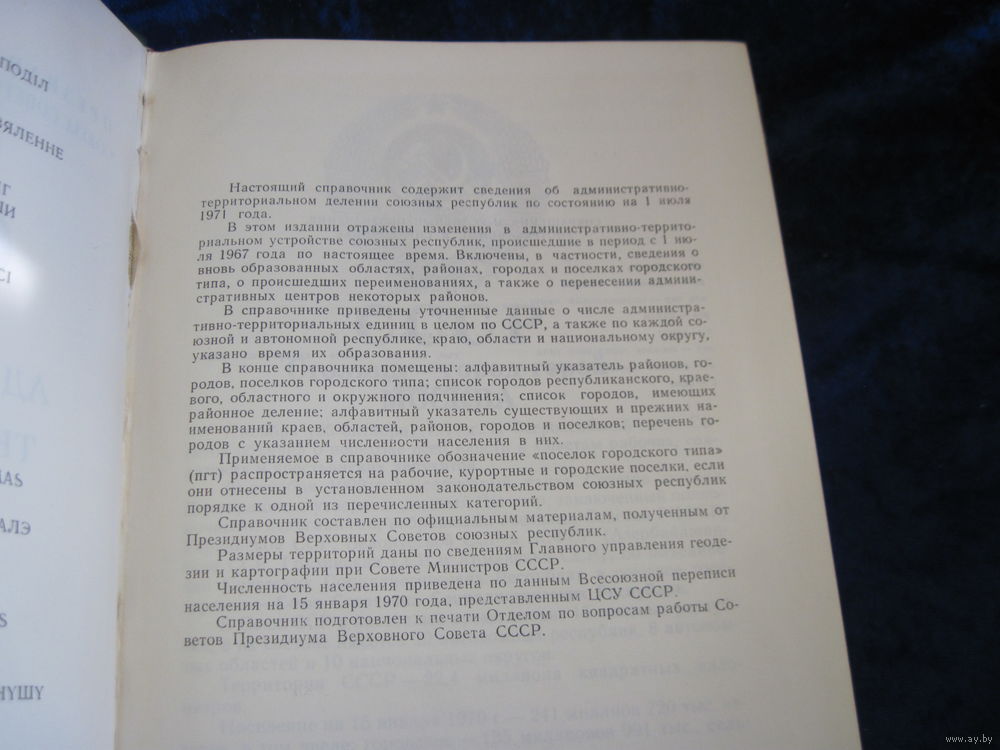 ПОДІЛ
НҮШҮ
Настоящий справочник содержит сведения об административно-
территориальном делении союзных республик по состоянию на 1 июля
1971 года.
В этом издании отражены изменения в административно-террито-
риальном устройстве союзных республик, происшедшие в период с 1 ию-
ля 1967 года по настоящее время. Включены, в частности, сведения о
вновь образованных областях, районах, городах и поселках городского
типа, о происшедших переименованиях, а также о перенесении админи-
стративных центров некоторых районов.
В справочнике приведены уточненные данные о числе администра-
тивно-территориальных единиц в целом по СССР, а также по каждой со-
юзной и автономной республике, краю, области и национальному округу,
указано время их образования.
В конце справочника помещены: алфавитный указатель районов, го-
родов, поселков городского типа; список городов республиканского, крае-
вого, областного и окружного подчинения; список городов, имеющих
районное деление; алфавитный указатель существующих и прежних на-
именований краев, областей, районов, городов и поселков; перечень го-
родов с указанием численности населения в них.
Применяемое в справочнике обозначение «поселок городского типа»
(пгт) распространяется на рабочие, курортные и городские поселки, если
они отнесены в установленном законодательством союзных республик
порядке к одной из перечисленных категорий.
Справочник составлен по официальным материалам, полученным от
Президиумов Верховных Советов союзных республик.
Размеры территорий даны по сведениям Главного управления геоде-
зии и картографии при Совете Министров СССР.
Численность населения приведена по данным Всесоюзной переписи
населения на 15 января 1970 года, представленным ЦСУ СССР.
Справочник подготовлен к печати Отделом по вопросам работы Со-
ветов Президиума Верховного Совета СССР.
www.ay.by